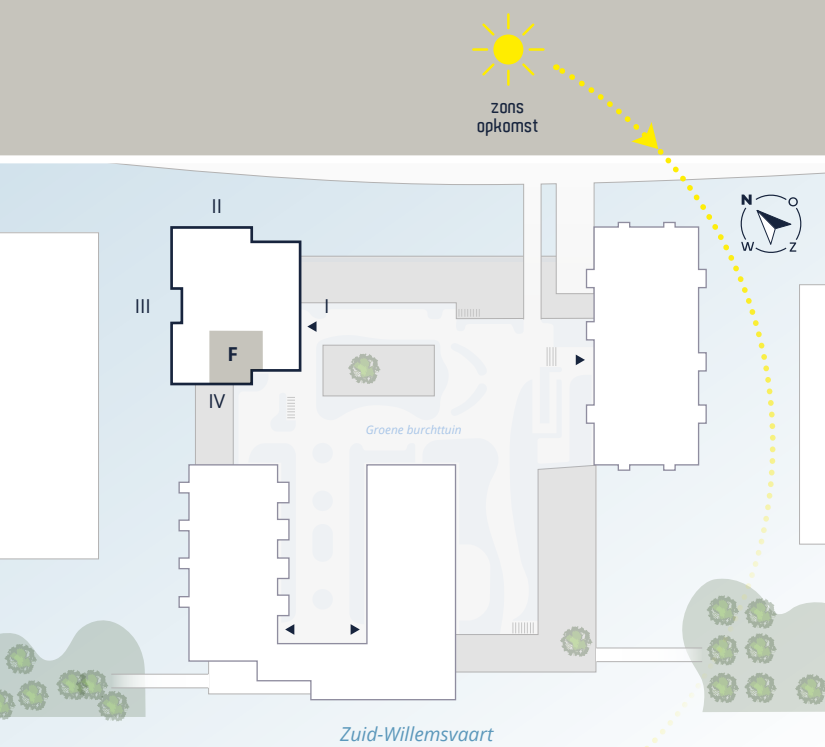 zons
opkomst
N
O
W
Z
II
III
I
F
IV
Groene burchttuin
Zuid-Willemsvaart